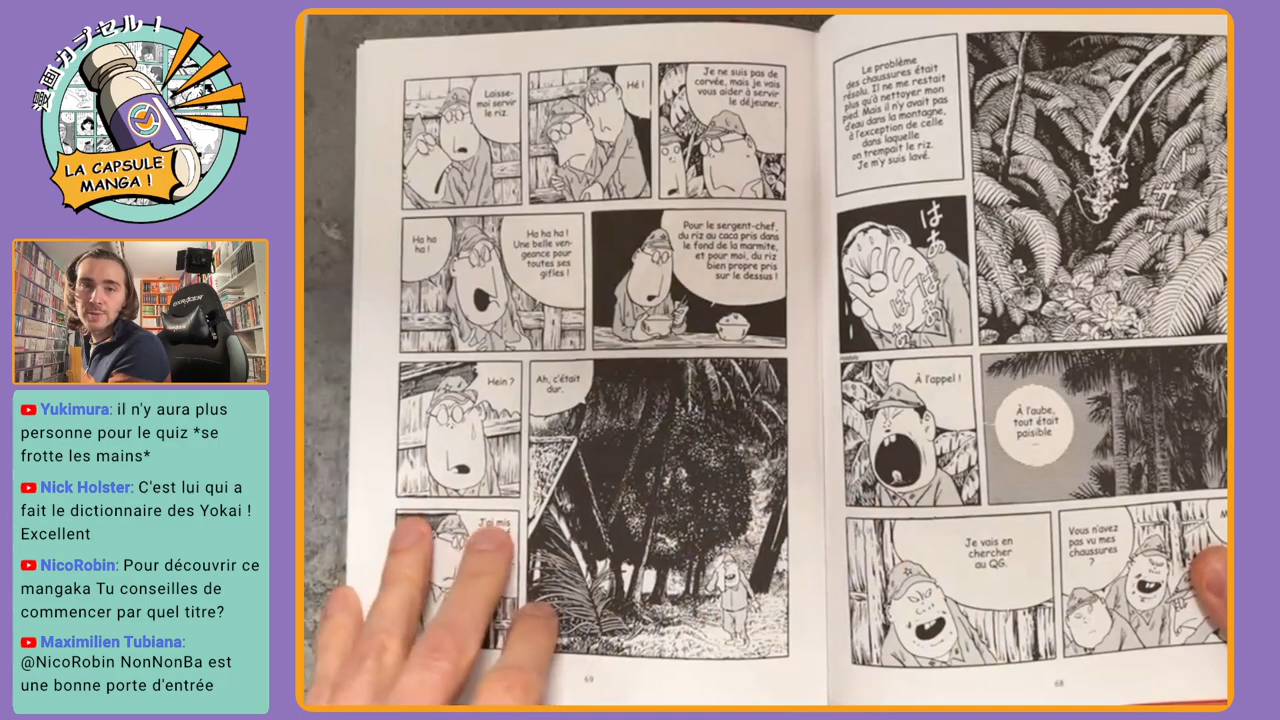 漫画カプセル!
LA CAPSULE
MANGA !
Yukimura: il n'y aura plus
personne pour le quiz *se
frotte les mains*
Nick Holster: C'est lui qui a
fait le dictionnaire des Yokai !
Excellent
NicoRobin: Pour découvrir ce
mangaka Tu conseilles de
commencer par quel titre?
Maximilien Tubiana:
@NicoRobin NonNonBa est
une bonne porte d'entrée
Le problème
des chaussures était
résolu. Il ne me restait
plus qu'à nettoyer mon
pied. Mais il n'y avait pas
d'eau dans la montagne,
à l'exception de celle
dans laquelle
on trempait le riz.
Je m'y suis lavé.
À l'appel !
À l'aube,
tout était
paisible
...
Je vais en
chercher
au QG.
Vous n'avez
pas vu mes
chaussures
?
68
Laisse-
moi servir
le riz.
Hé !
Je ne suis pas de
corvée, mais je vais
vous aider à servir
le déjeuner.
Ha ha
ha !
Ha ha ha !
Une belle ven-
geance pour
toutes ses
gifles !
Pour le sergent-chef,
du riz au caca pris dans
le fond de la marmite,
et pour moi, du riz
bien propre pris
sur le dessus !
Hein ?
Ah, c'était
dur.
J'ai mis
69